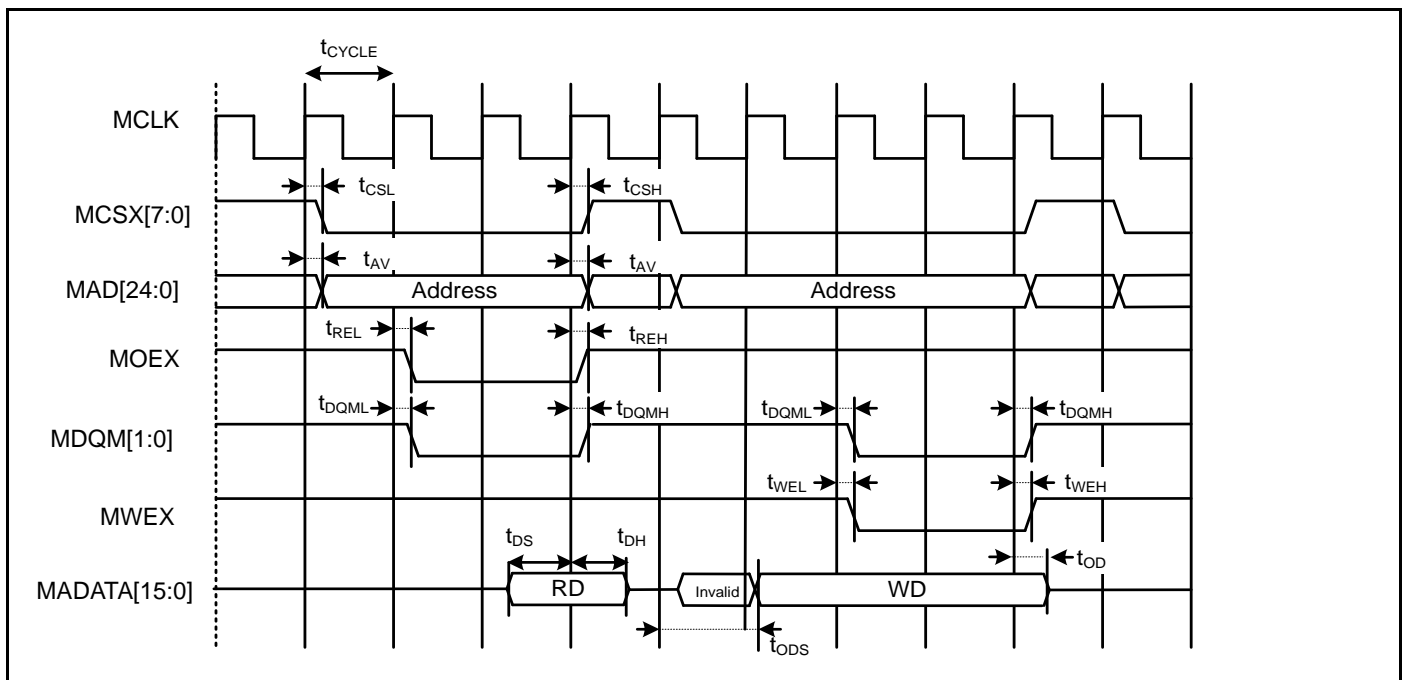 tCYCLE
MCLK
tCSL
tCSH
MCSX[7:0]
tAV
tAV
MAD[24:0]
Address
Address
tREL
tREH
MOEX
tDQML
tDQMH
tDQML
tDQMH
MDQM[1:0]
tWEL
tWEH
MWEX
tDS
tDH
tOD
MADATA[15:0]
RD
Invalid
WD
tODS